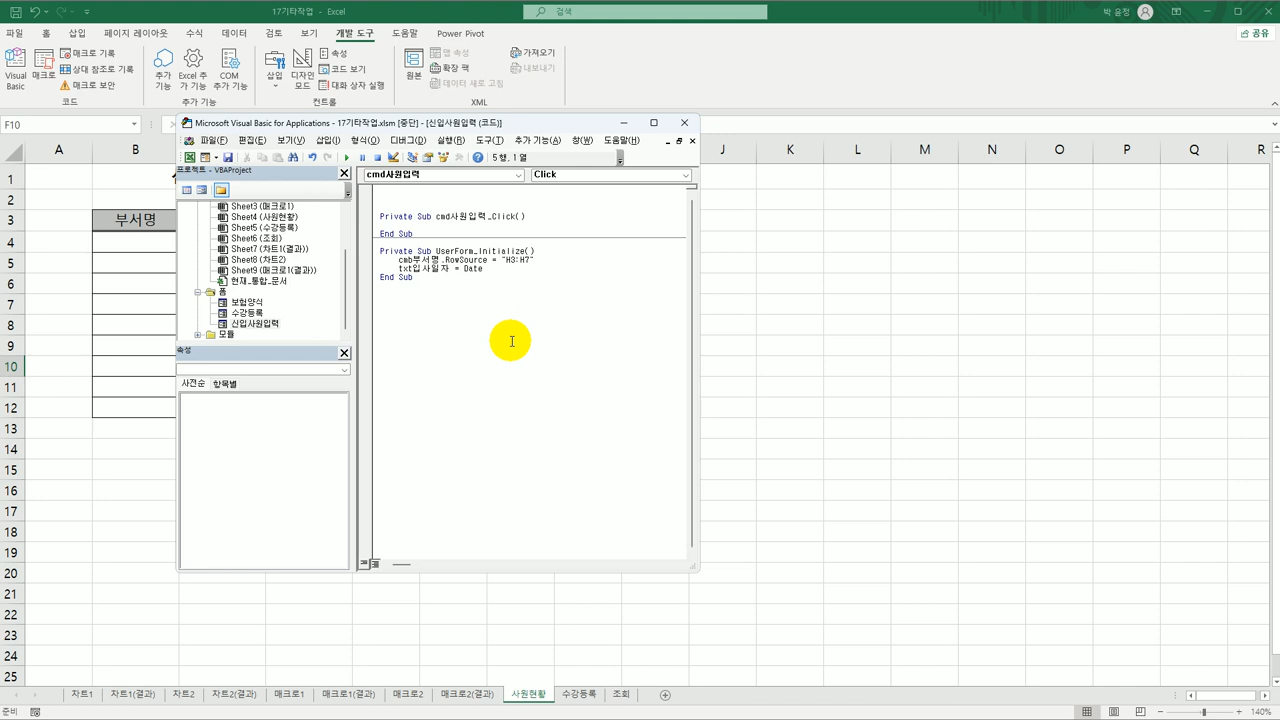 17기타작업 - Excel
검색
박 윤정
파일 홈 삽입 페이지 레이아웃 수식 데이터 검토 보기 개발 도구 도움말 Power Pivot
공유
Visual Basic
매크로
매크로 기록
상대 참조로 기록
매크로 보안
코드
추가 기능
Excel 추가 기능
COM 추가 기능
추가 기능
삽입
디자인 모드
속성
코드 보기
대화 상자 실행
컨트롤
원본
맵 속성
확장 팩
데이터 새로 고침
가져오기
내보내기
XML
F10
Microsoft Visual Basic for Applications - 17기타작업.xlsm [중단] - [신입사원입력 (코드)]
파일(F) 편집(E) 보기(V) 삽입(I) 형식(O) 디버그(D) 실행(R) 도구(T) 추가 기능(A) 창(W) 도움말(H)
5행, 1열
프로젝트 - VBAProject
Sheet3 (매크로1)
Sheet4 (사원현황)
Sheet5 (수강등록)
Sheet6 (조회)
Sheet7 (차트1(결과))
Sheet8 (차트2)
Sheet9 (매크로1(결과))
현재_통합_문서
폼
보험양식
수강등록
신입사원입력
모듈
속성
사전순 항목별
cmd사원입력 Click
Private Sub cmd사원입력_Click()
End Sub
Private Sub UserForm_Initialize()
cmb부서명.RowSource = "H3:H7"
txt입사일자 = Date
End Sub
A B J K L M N O P Q R
1
2
3 부서명
4
5
6
7
8
9
10
11
12
13
14
15
16
17
18
19
20
21
22
23
24
25
차트1 차트1(결과) 차트2 차트2(결과) 매크로1 매크로1(결과) 매크로2 매크로2(결과) 사원현황 수강등록 조회
준비
140%